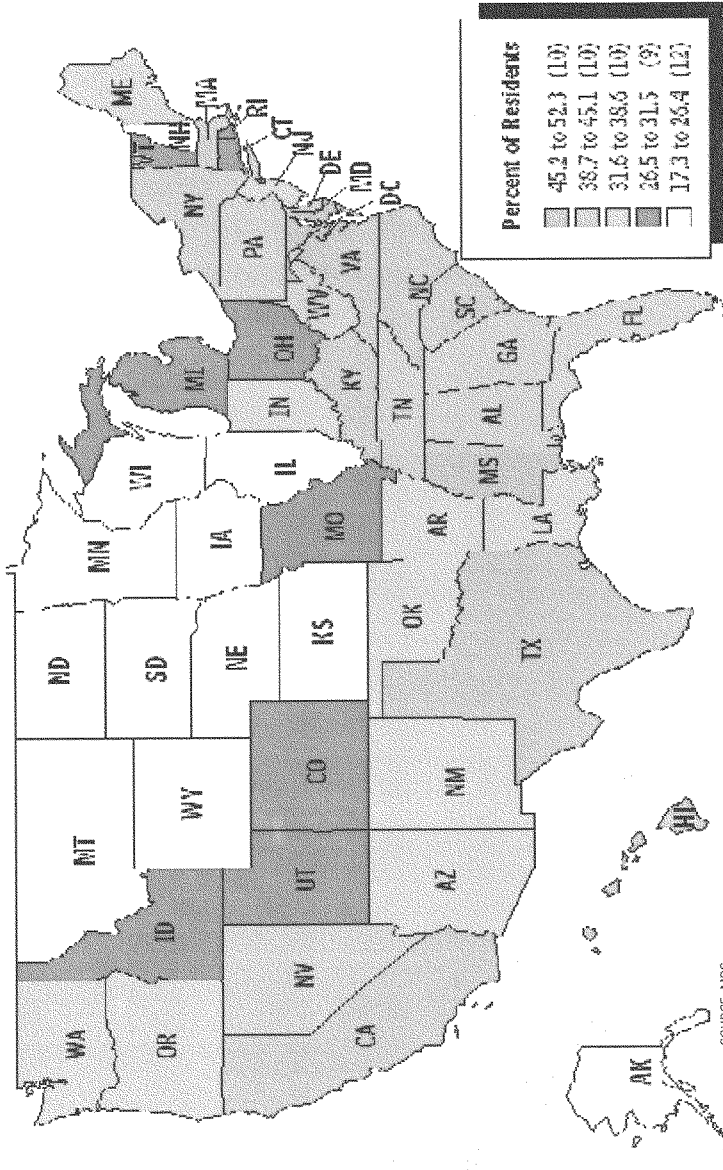 WA
OR
CA
NV
ID
MT
WY
UT
CO
AZ
NM
ND
SD
NE
KS
OK
TX
MN
IA
MO
AR
LA
WI
IL
MS
MI
IN
OH
KY
TN
AL
GA
FL
SC
NC
VA
WV
PA
NY
VT
NH
ME
MA
RI
CT
NJ
DE
MD
DC
AK
HI
Percent of Residents
45.2 to 52.3 (10)
38.7 to 45.1 (10)
31.6 to 38.6 (10)
26.5 to 31.5 (9)
17.3 to 26.4 (12)